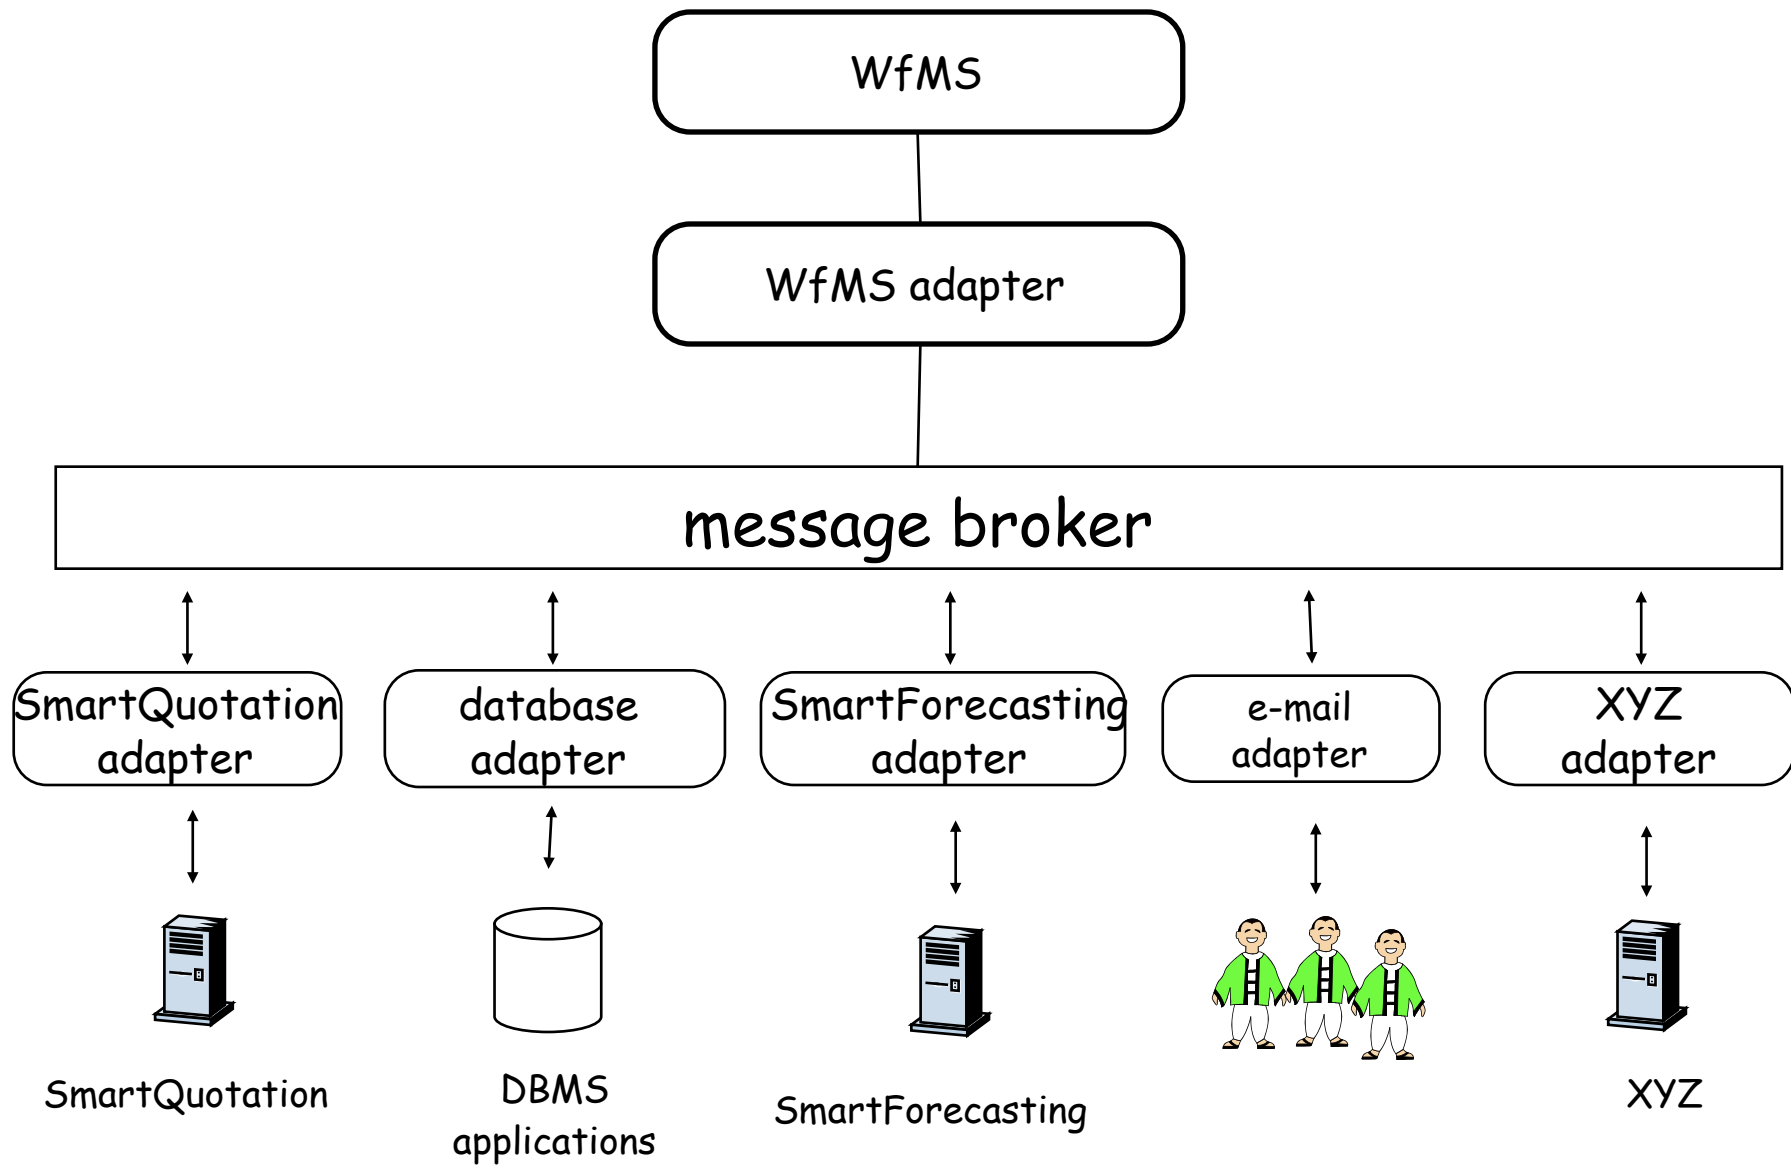 WfMS
WfMS adapter
message broker
SmartQuotation
adapter
database
adapter
SmartForecasting
adapter
e-mail
adapter
XYZ
adapter
SmartQuotation
DBMS
applications
SmartForecasting
XYZ